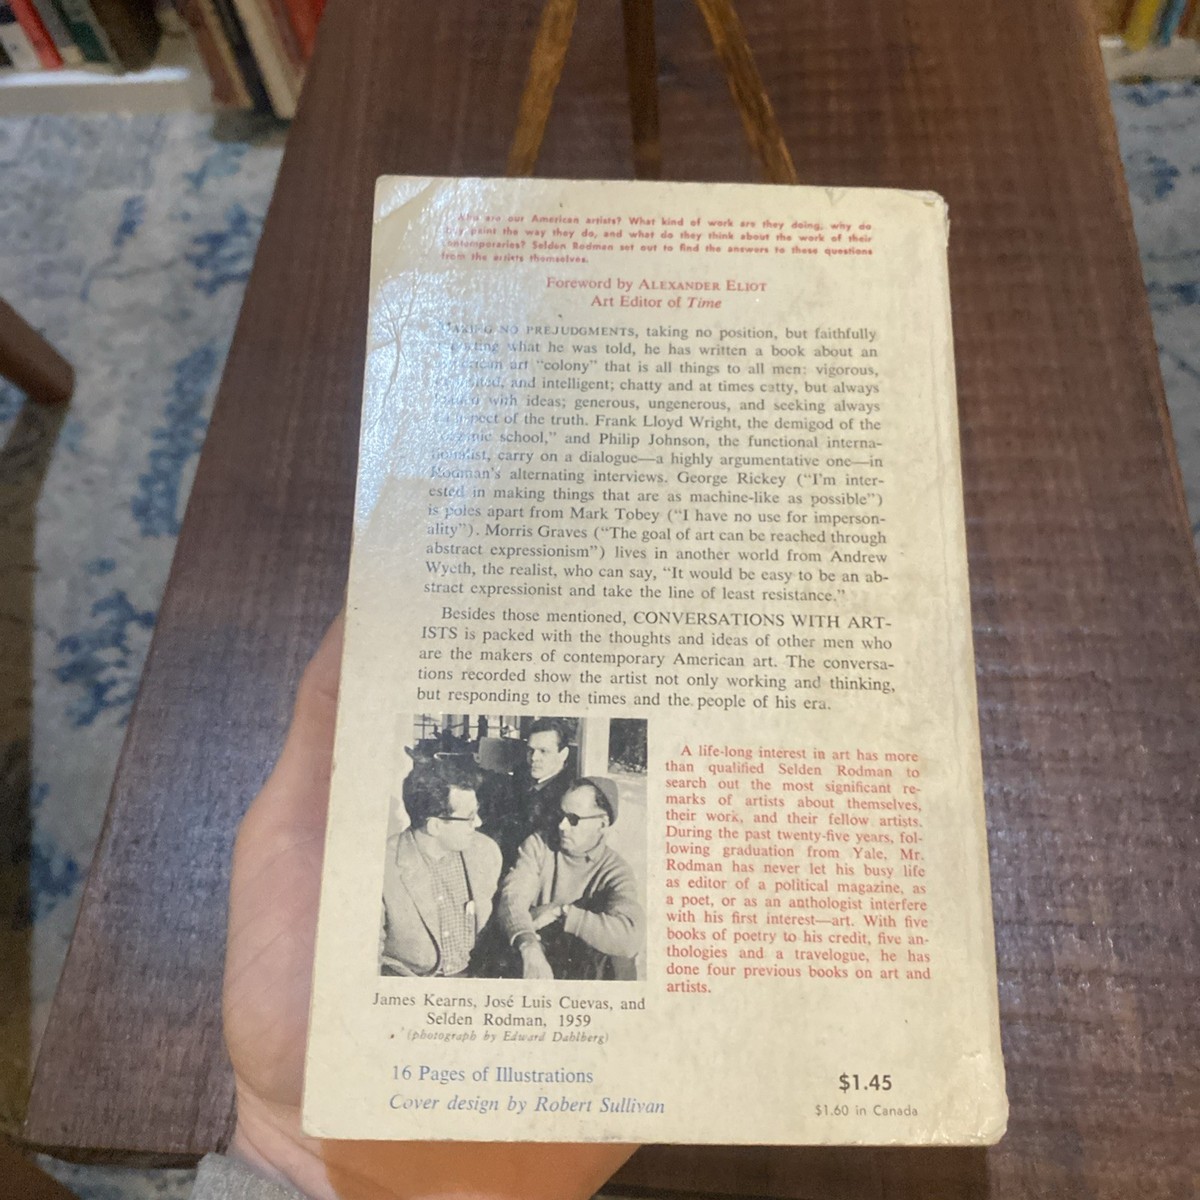 Who are our American artists? What kind of work are they doing, why do
they paint the way they do, and what do they think about the work of their
contemporaries? Selden Rodman set out to find the answers to these questions
from the artists themselves.
Foreword by ALEXANDER ELIOT
Art Editor of Time
TAKING NO PREJUDGMENTS, taking no position, but faithfully
what he was told, he has written a book about an
American art "colony" that is all things to all men: vigorous,
and intelligent; chatty and at times catty, but always
with ideas; generous, ungenerous, and seeking always
aspect of the truth. Frank Lloyd Wright, the demigod of the
school," and Philip Johnson, the functional interna-
tionalist, carry on a dialogue—a highly argumentative one—in
Rodman's alternating interviews. George Rickey ("I'm inter-
ested in making things that are as machine-like as possible")
is poles apart from Mark Tobey ("I have no use for imperson-
ality"). Morris Graves ("The goal of art can be reached through
abstract expressionism") lives in another world from Andrew
Wyeth, the realist, who can say, "It would be easy to be an ab-
stract expressionist and take the line of least resistance."
Besides those mentioned, CONVERSATIONS WITH ART-
ISTS is packed with the thoughts and ideas of other men who
are the makers of contemporary American art. The conversa-
tions recorded show the artist not only working and thinking,
but responding to the times and the people of his era.
A life-long interest in art has more
than qualified Selden Rodman to
search out the most significant re-
marks of artists about themselves,
their work, and their fellow artists.
During the past twenty-five years, fol-
lowing graduation from Yale, Mr.
Rodman has never let his busy life
as editor of a political magazine, as
a poet, or as an anthologist interfere
with his first interest—art. With five
books of poetry to his credit, five an-
thologies and a travelogue, he has
done four previous books on art and
artists.
James Kearns, José Luis Cuevas, and
Selden Rodman, 1959
(photograph by Edward Dahlberg)
16 Pages of Illustrations
Cover design by Robert Sullivan
$1.45
$1.60 in Canada